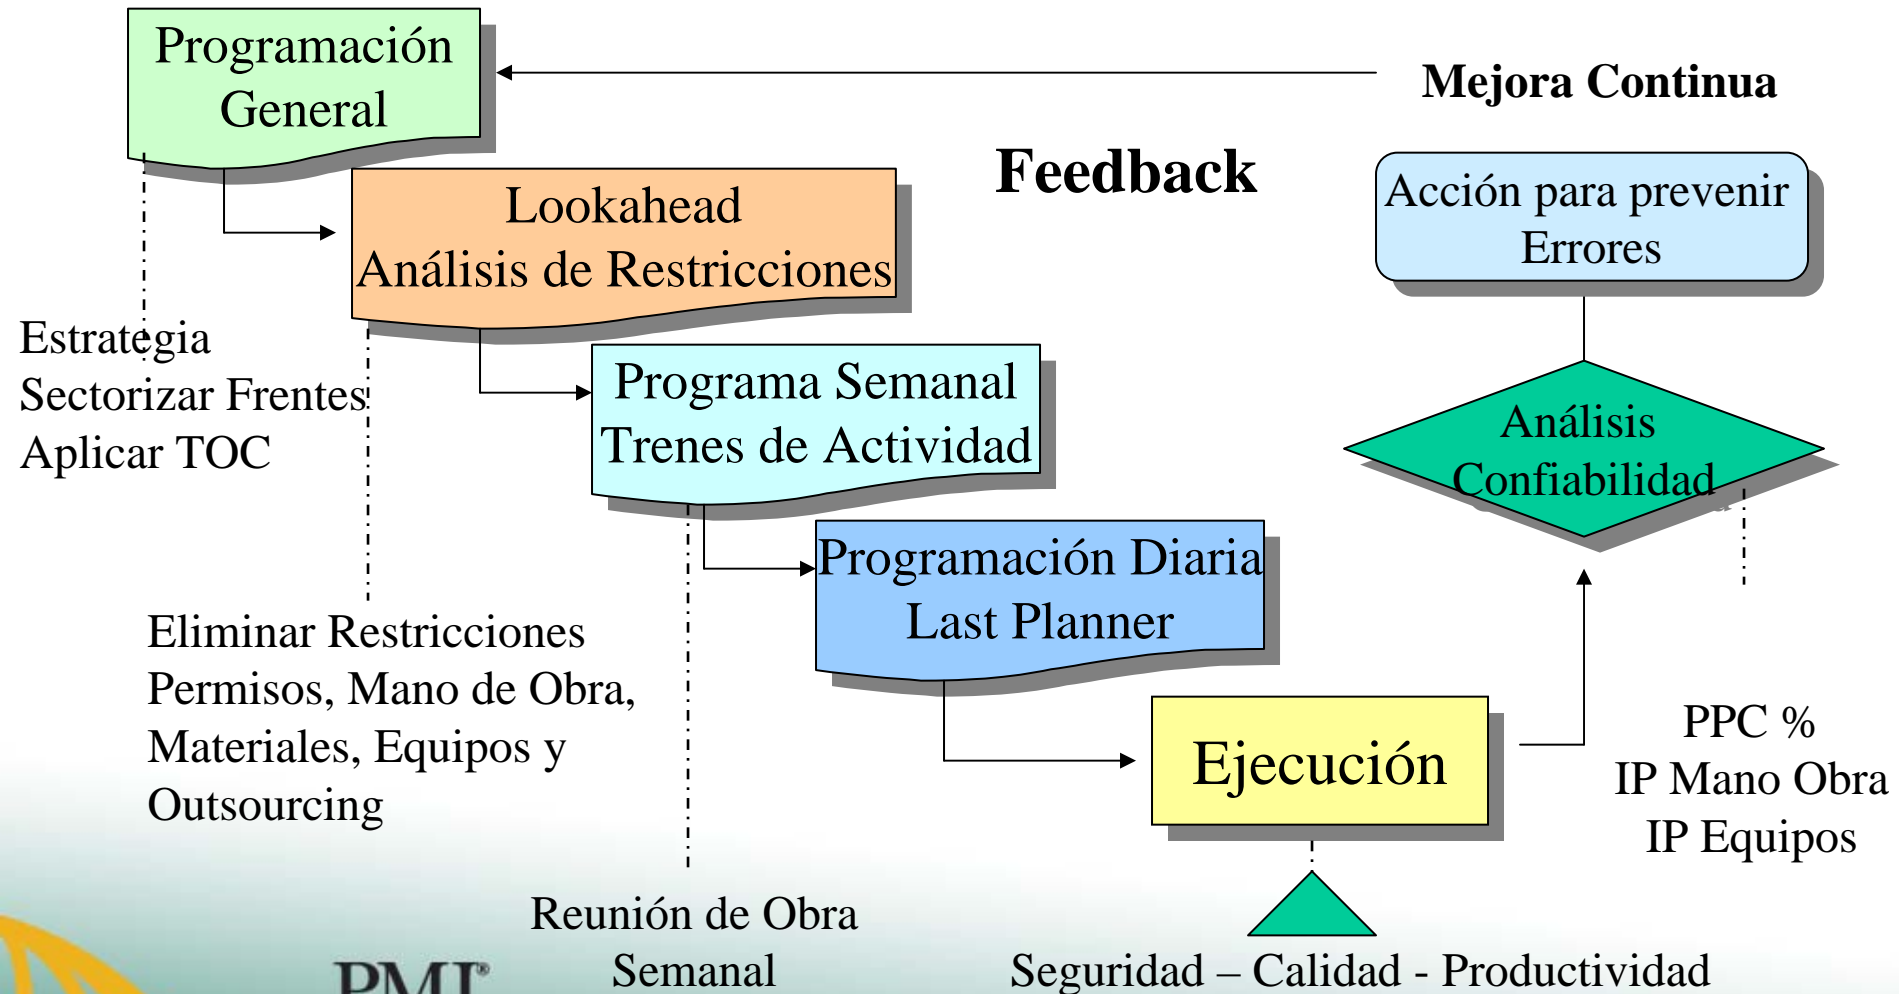 Programación
General
Mejora Continua
Feedback
Acción para prevenir
Errores
Lookahead
Análisis de Restricciones
Estrategia
Sectorizar Frentes
Aplicar TOC
Programa Semanal
Trenes de Actividad
Análisis
Confiabilidad
Programación Diaria
Last Planner
Eliminar Restricciones
Permisos, Mano de Obra,
Materiales, Equipos y
Outsourcing
Ejecución
PPC %
IP Mano Obra
IP Equipos
Reunión de Obra
Semanal
Seguridad – Calidad - Productividad
PMI®